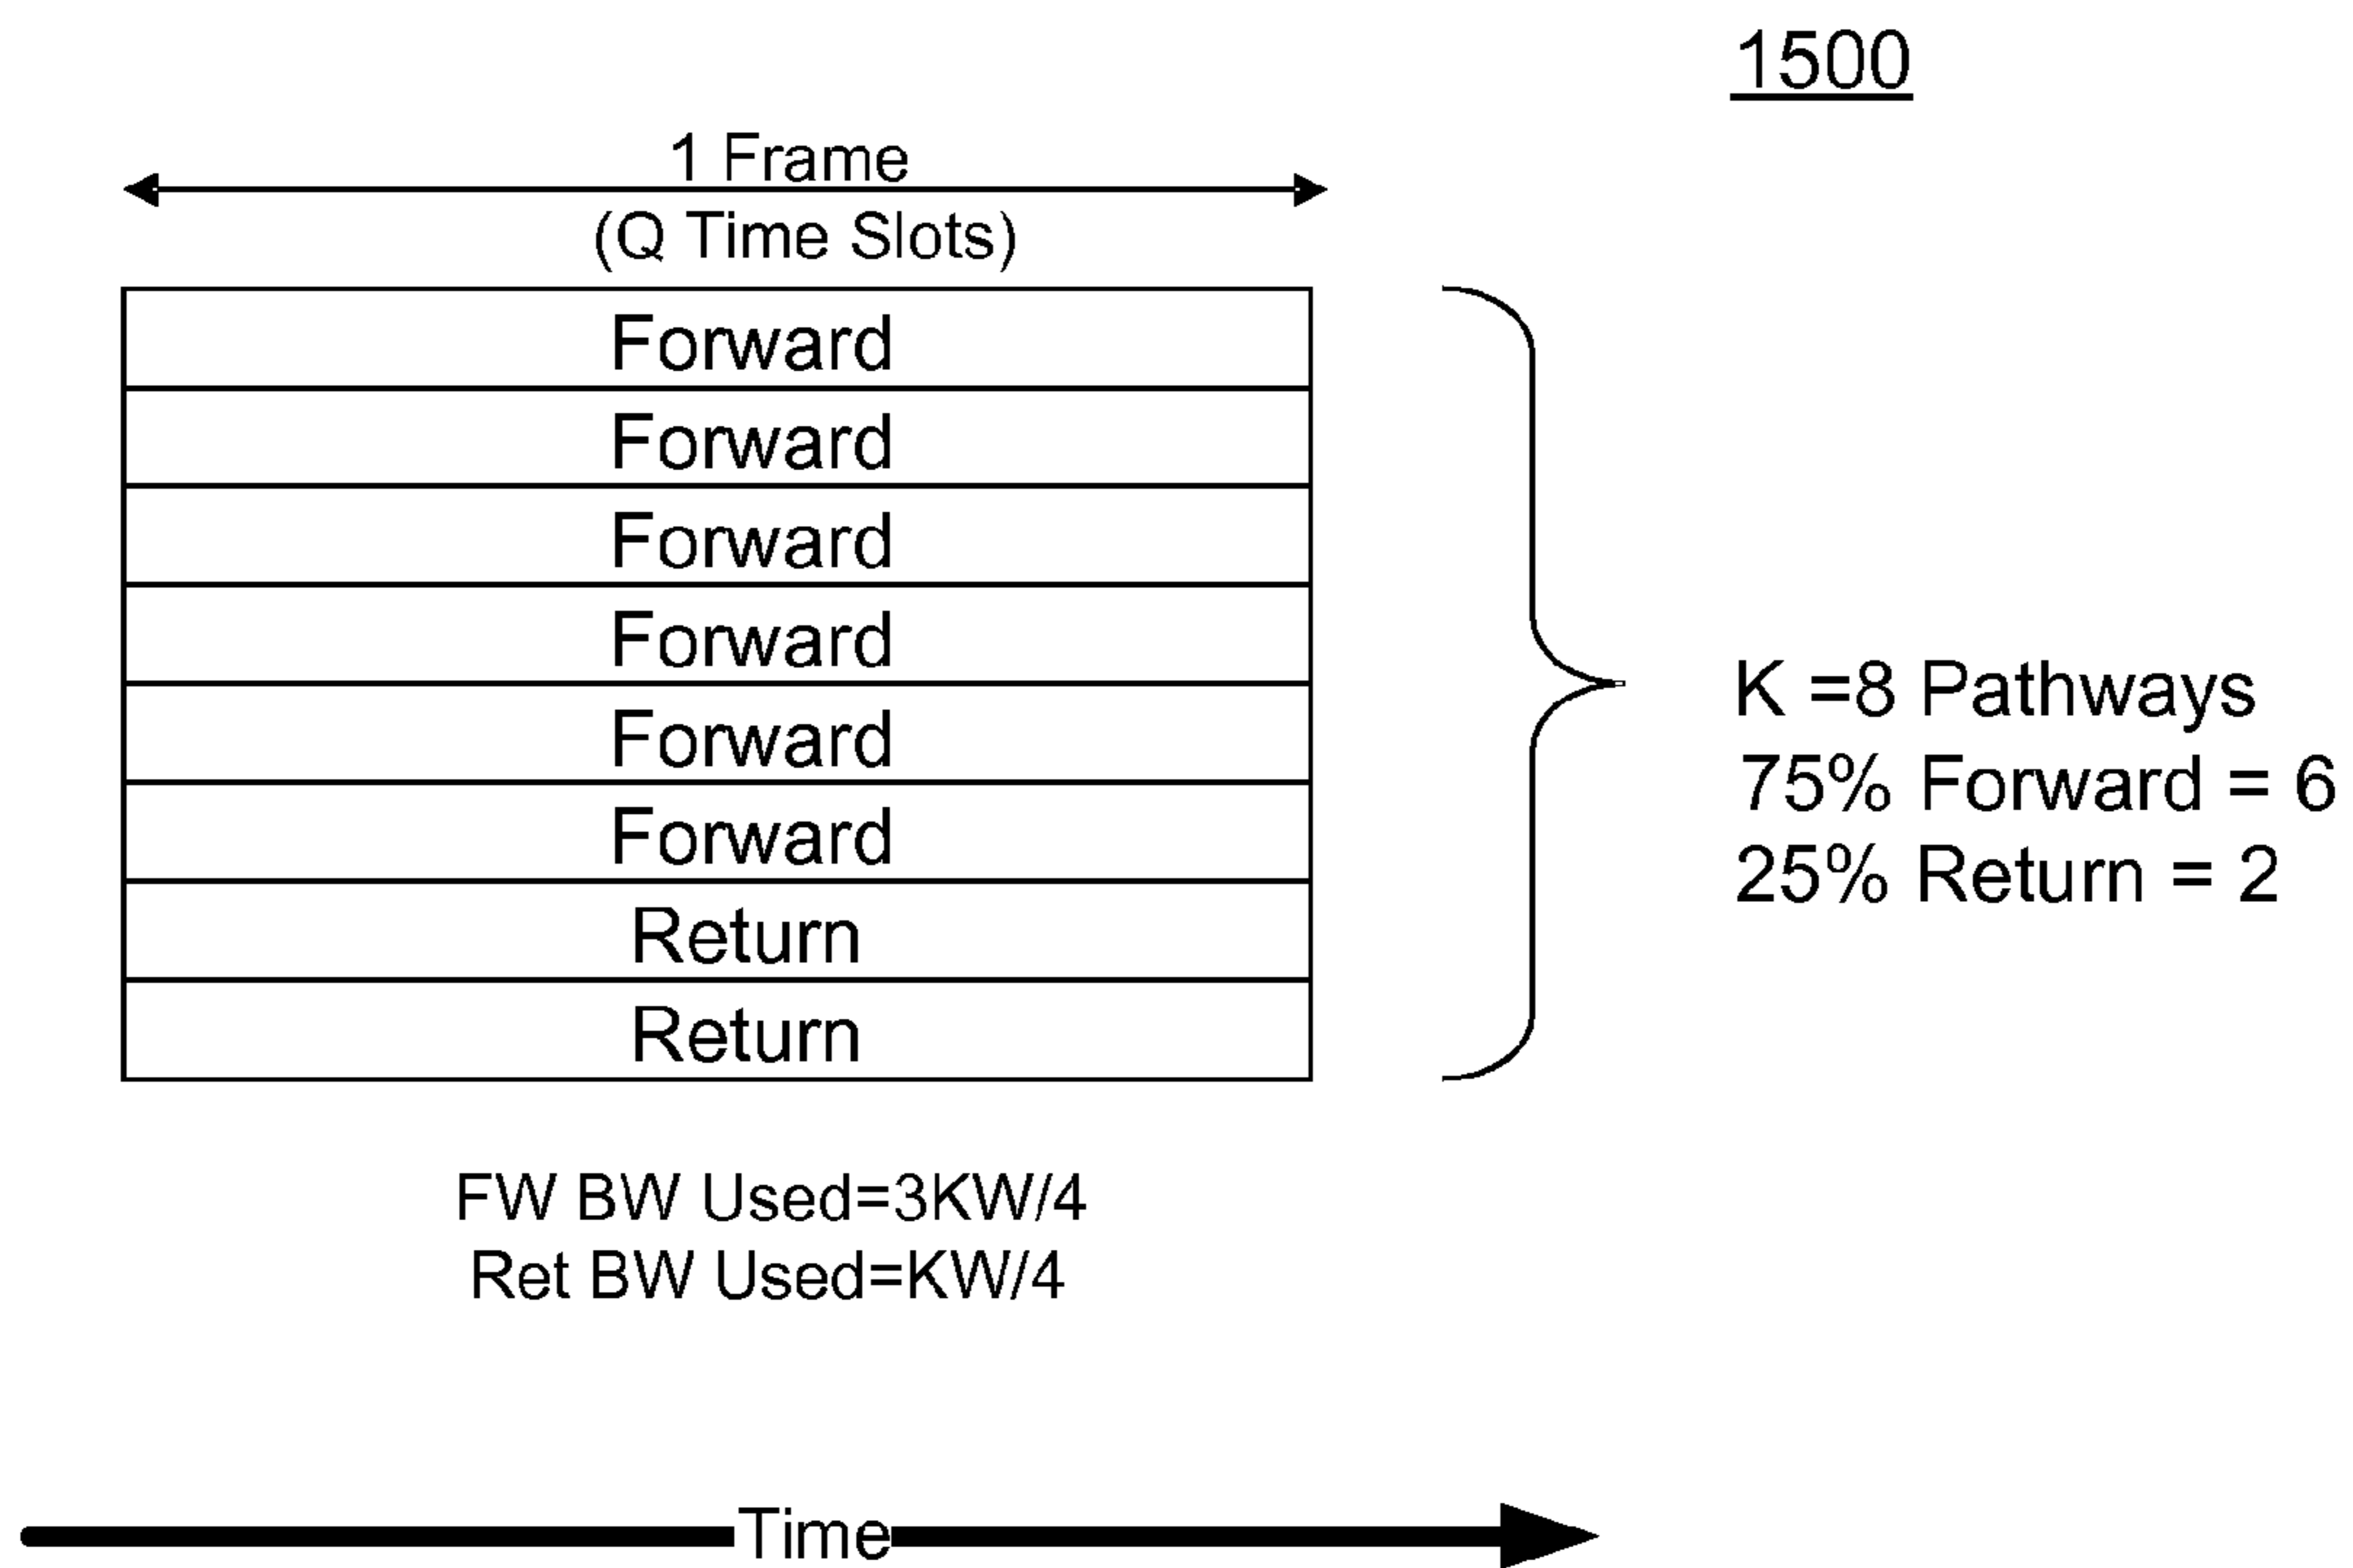 1500
1 Frame
(Q Time Slots)
Forward
Forward
Forward
Forward
Forward
Forward
Return
Return
K =8 Pathways
75% Forward = 6
25% Return = 2
FW BW Used=3KW/4
Ret BW Used=KW/4
Time